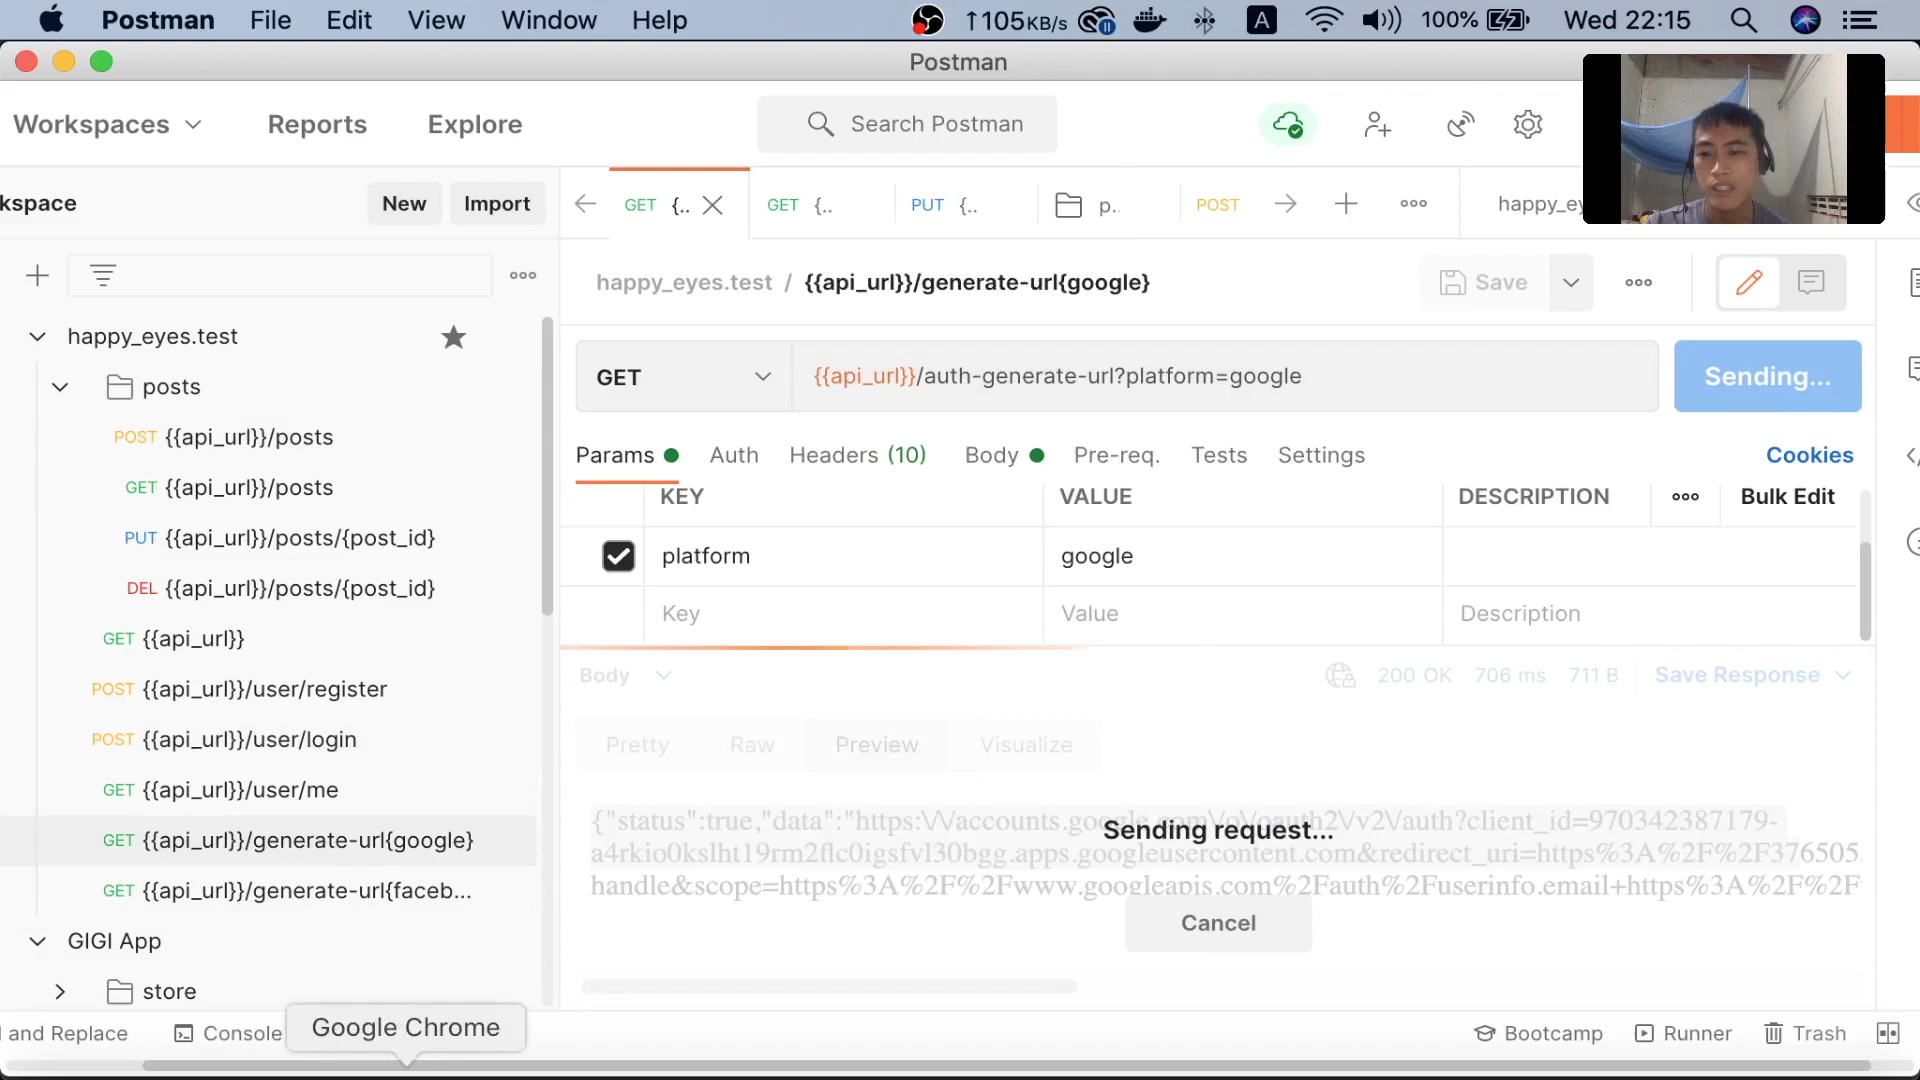 Postman File Edit View Window Help ↑105KB/s A 100% Wed 22:15
Postman
Workspaces Reports Explore Search Postman
kspace New Import GET {.. GET {.. PUT {.. p. POST happy_ey
happy_eyes.test / {{api_url}}/generate-url{google} Save
happy_eyes.test
posts
POST {{api_url}}/posts
GET {{api_url}}/posts
PUT {{api_url}}/posts/{post_id}
DEL {{api_url}}/posts/{post_id}
GET {{api_url}}
POST {{api_url}}/user/register
POST {{api_url}}/user/login
GET {{api_url}}/user/me
GET {{api_url}}/generate-url{google}
GET {{api_url}}/generate-url{faceb...
GIGI App
store
GET {{api_url}}/auth-generate-url?platform=google Sending...
Params Auth Headers (10) Body Pre-req. Tests Settings Cookies
KEY VALUE DESCRIPTION Bulk Edit
platform google
Key Value Description
Body 200 OK 706 ms 711 B Save Response
Pretty Raw Preview Visualize
{"status":true,"data":"https:\/\/accounts.google.com\/o\/oauth2\/v2\/auth?client_id=970342387179-
a4rkio0kslht19rm2flc0igsfvl30bgg.apps.googleusercontent.com&redirect_uri=https%3A%2F%2F376505
handle&scope=https%3A%2F%2Fwww.googleapis.com%2Fauth%2Fuserinfo.email+https%3A%2F%2F
Sending request...
Cancel
and Replace Console Google Chrome Bootcamp Runner Trash